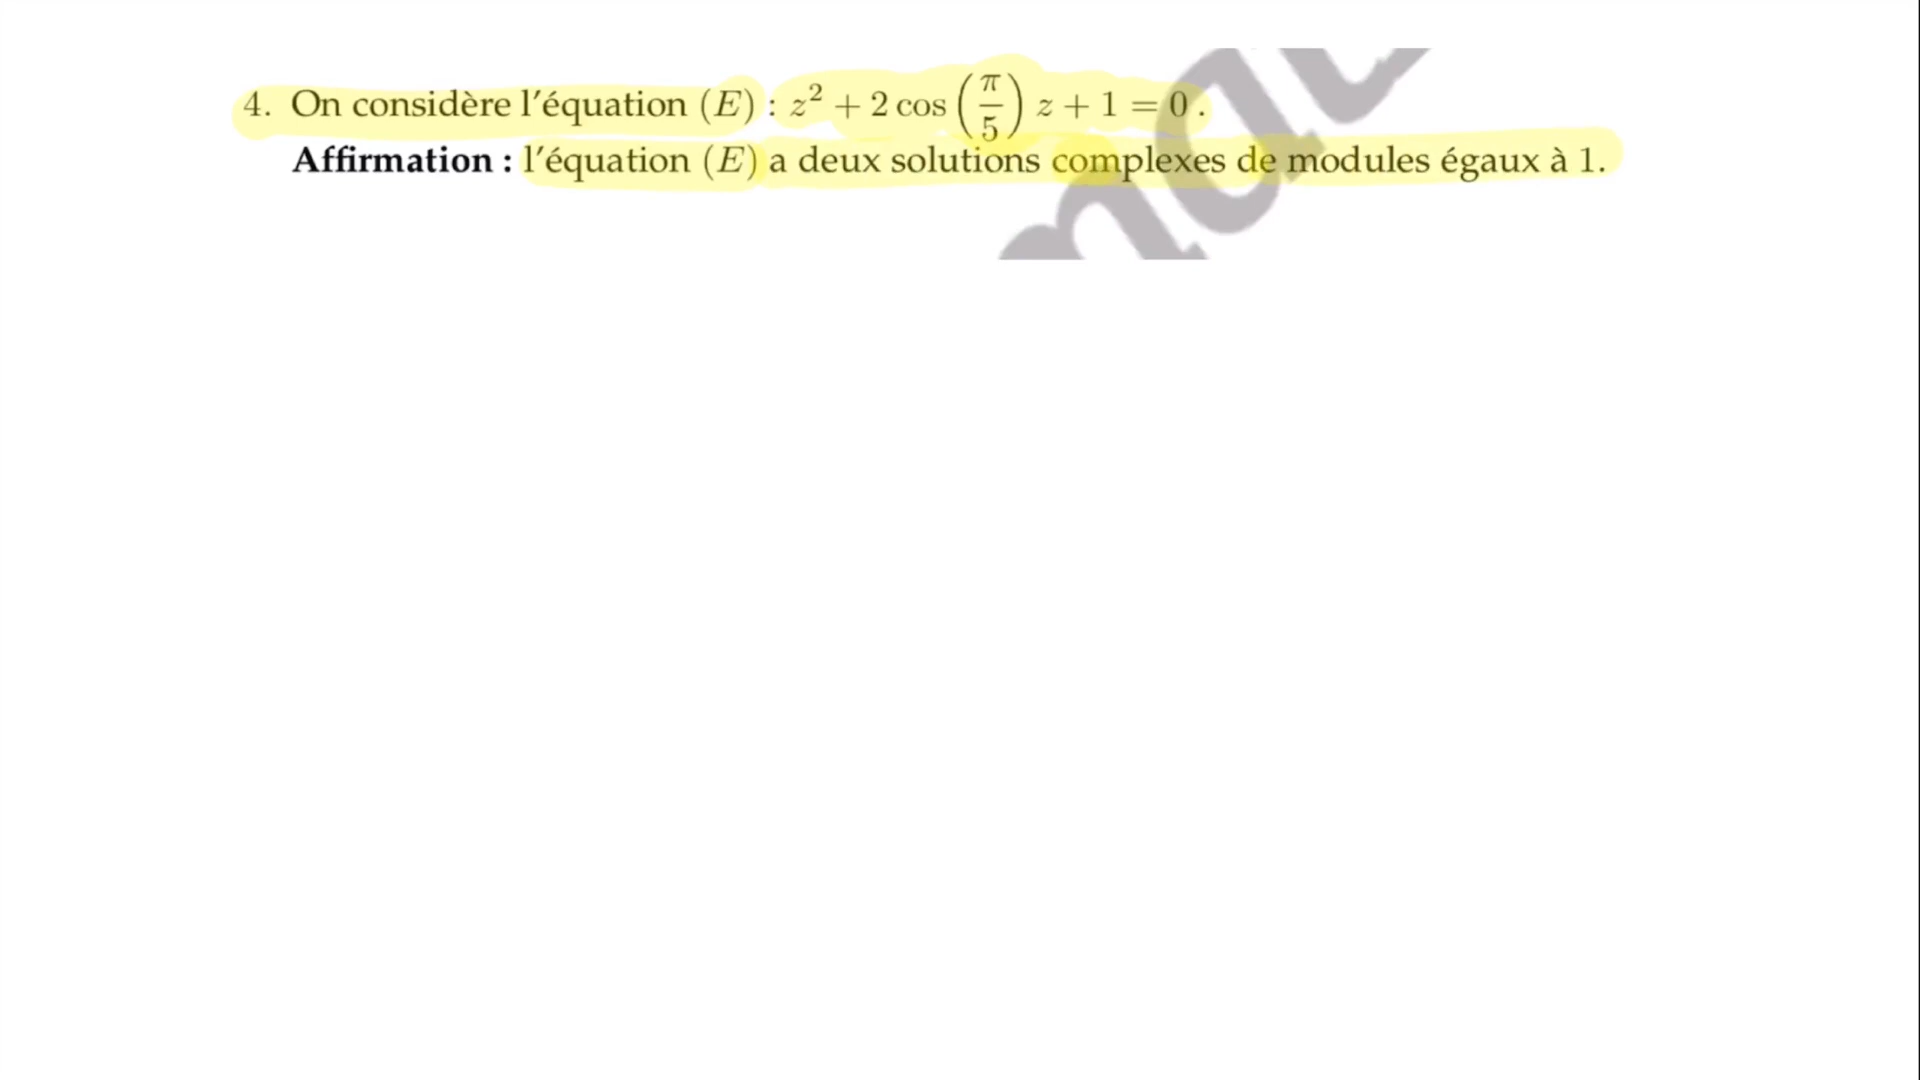 4. On considère l'équation (E) : z² + 2 cos (π/5) z + 1 = 0.
Affirmation : l'équation (E) a deux solutions complexes de modules égaux à 1.